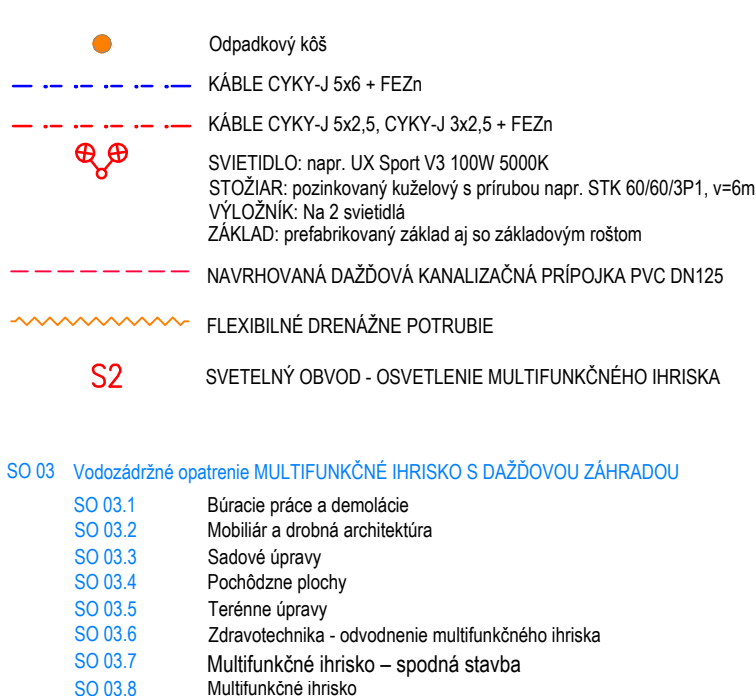 Odpadkový kôš
KÁBLE CYKY-J 5x6 + FEZn
KÁBLE CYKY-J 5x2,5, CYKY-J 3x2,5 + FEZn
SVIETIDLO: napr. UX Sport V3 100W 5000K
STOŽIAR: pozinkovaný kužeľový s prírubou napr. STK 60/60/3P1, v=6m
VÝLOŽNÍK: Na 2 svietidlá
ZÁKLAD: prefabrikovaný základ aj so základovým roštom
NAVRHOVANÁ DAŽĎOVÁ KANALIZAČNÁ PRÍPOJKA PVC DN125
FLEXIBILNÉ DRENÁŽNE POTRUBIE
S2 SVETELNÝ OBVOD - OSVETLENIE MULTIFUNKČNÉHO IHRISKA
SO 03 Vodozádržné opatrenie MULTIFUNKČNÉ IHRISKO S DAŽĎOVOU ZÁHRADOU
SO 03.1 Búracie práce a demolácie
SO 03.2 Mobiliár a drobná architektúra
SO 03.3 Sadové úpravy
SO 03.4 Pochôdzne plochy
SO 03.5 Terénne úpravy
SO 03.6 Zdravotechnika - odvodnenie multifunkčného ihriska
SO 03.7 Multifunkčné ihrisko – spodná stavba
SO 03.8 Multifunkčné ihrisko